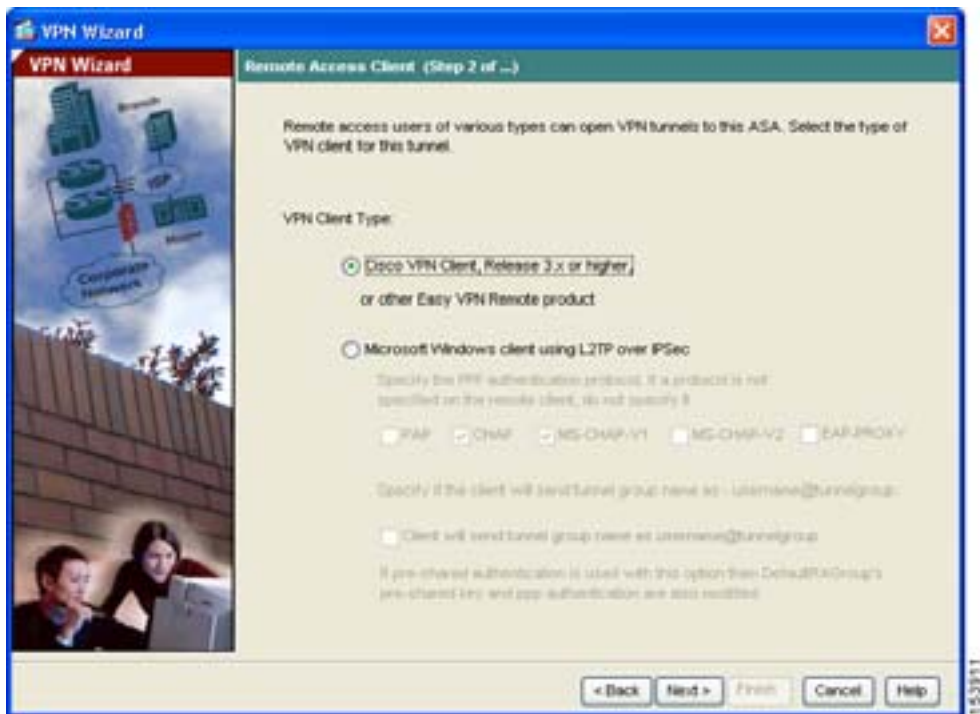 VPN Wizard
VPN Wizard
Remote Access Client (Step 2 of ...)
Branch
ISP
Home
Corporate
Network
Remote access users of various types can open VPN tunnels to this ASA. Select the type of
VPN client for this tunnel.
VPN Client Type:
Cisco VPN Client, Release 3.x or higher,
or other Easy VPN Remote product
Microsoft Windows client using L2TP over IPSec
Specify the PPP authentication protocol. If a protocol is not
specified on the remote client, do not specify it
PAP CHAP MS-CHAP-V1 MS-CHAP-V2 EAP-PROXY
Specify if the client will send tunnel group name as - username@tunnelgroup.
Client will send tunnel group name as username@tunnelgroup
If pre-shared authentication is used with this option then DefaultRAGroup's
pre-shared key and ppp authentication are also modified.
< Back Next > Finish Cancel Help
153911